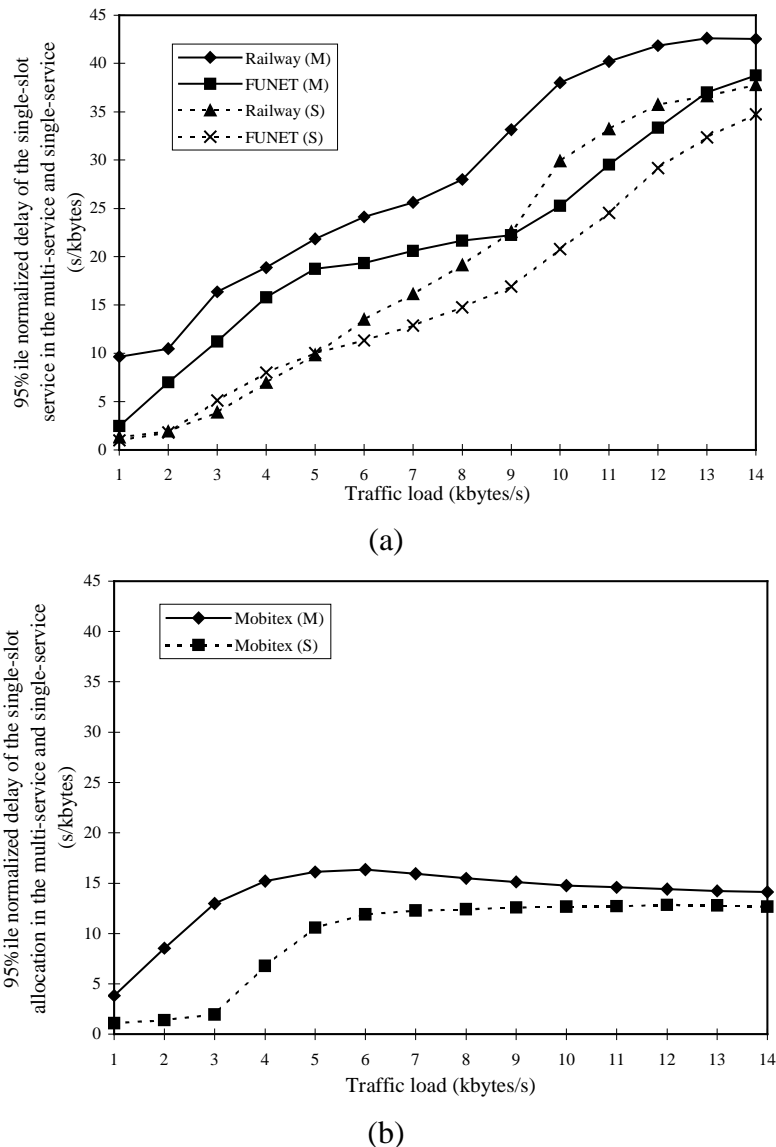 45
40
35
30
25
20
15
10
5
0
1 2 3 4 5 6 7 8 9 10 11 12 13 14
Traffic load (kbytes/s)
95%ile normalized delay of the single-slot
service in the multi-service and single-service
(s/kbytes)
Railway (M)
FUNET (M)
Railway (S)
FUNET (S)
(a)
45
40
35
30
25
20
15
10
5
0
1 2 3 4 5 6 7 8 9 10 11 12 13 14
Traffic load (kbytes/s)
95%ile normalized delay of the single-slot
allocation in the multi-service and single-service
(s/kbytes)
Mobitex (M)
Mobitex (S)
(b)